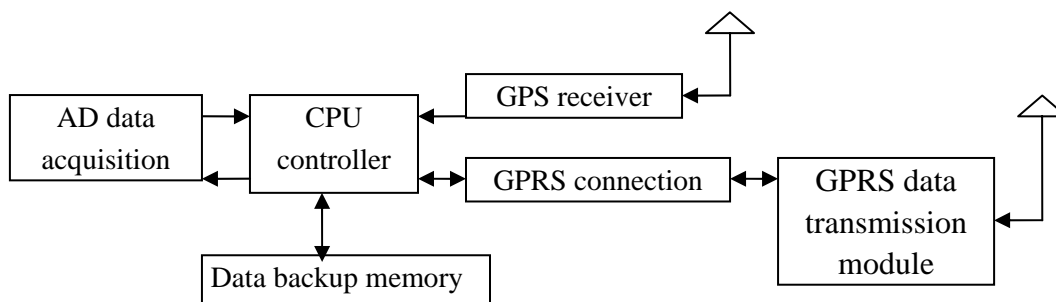 AD data
acquisition
CPU
controller
GPS receiver
GPRS connection
GPRS data
transmission
module
Data backup memory